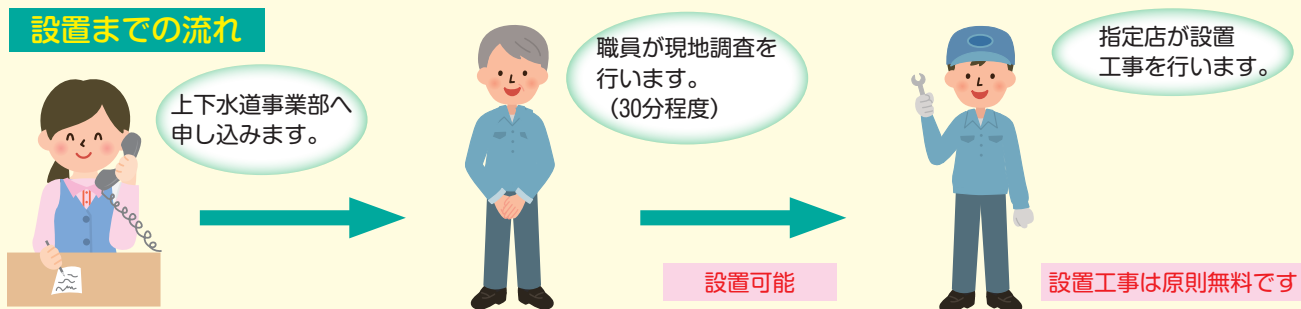 設置までの流れ
上下水道事業部へ
申し込みます。
職員が現地調査を
行います。
（30分程度）
設置可能
指定店が設置
工事を行います。
設置工事は原則無料です